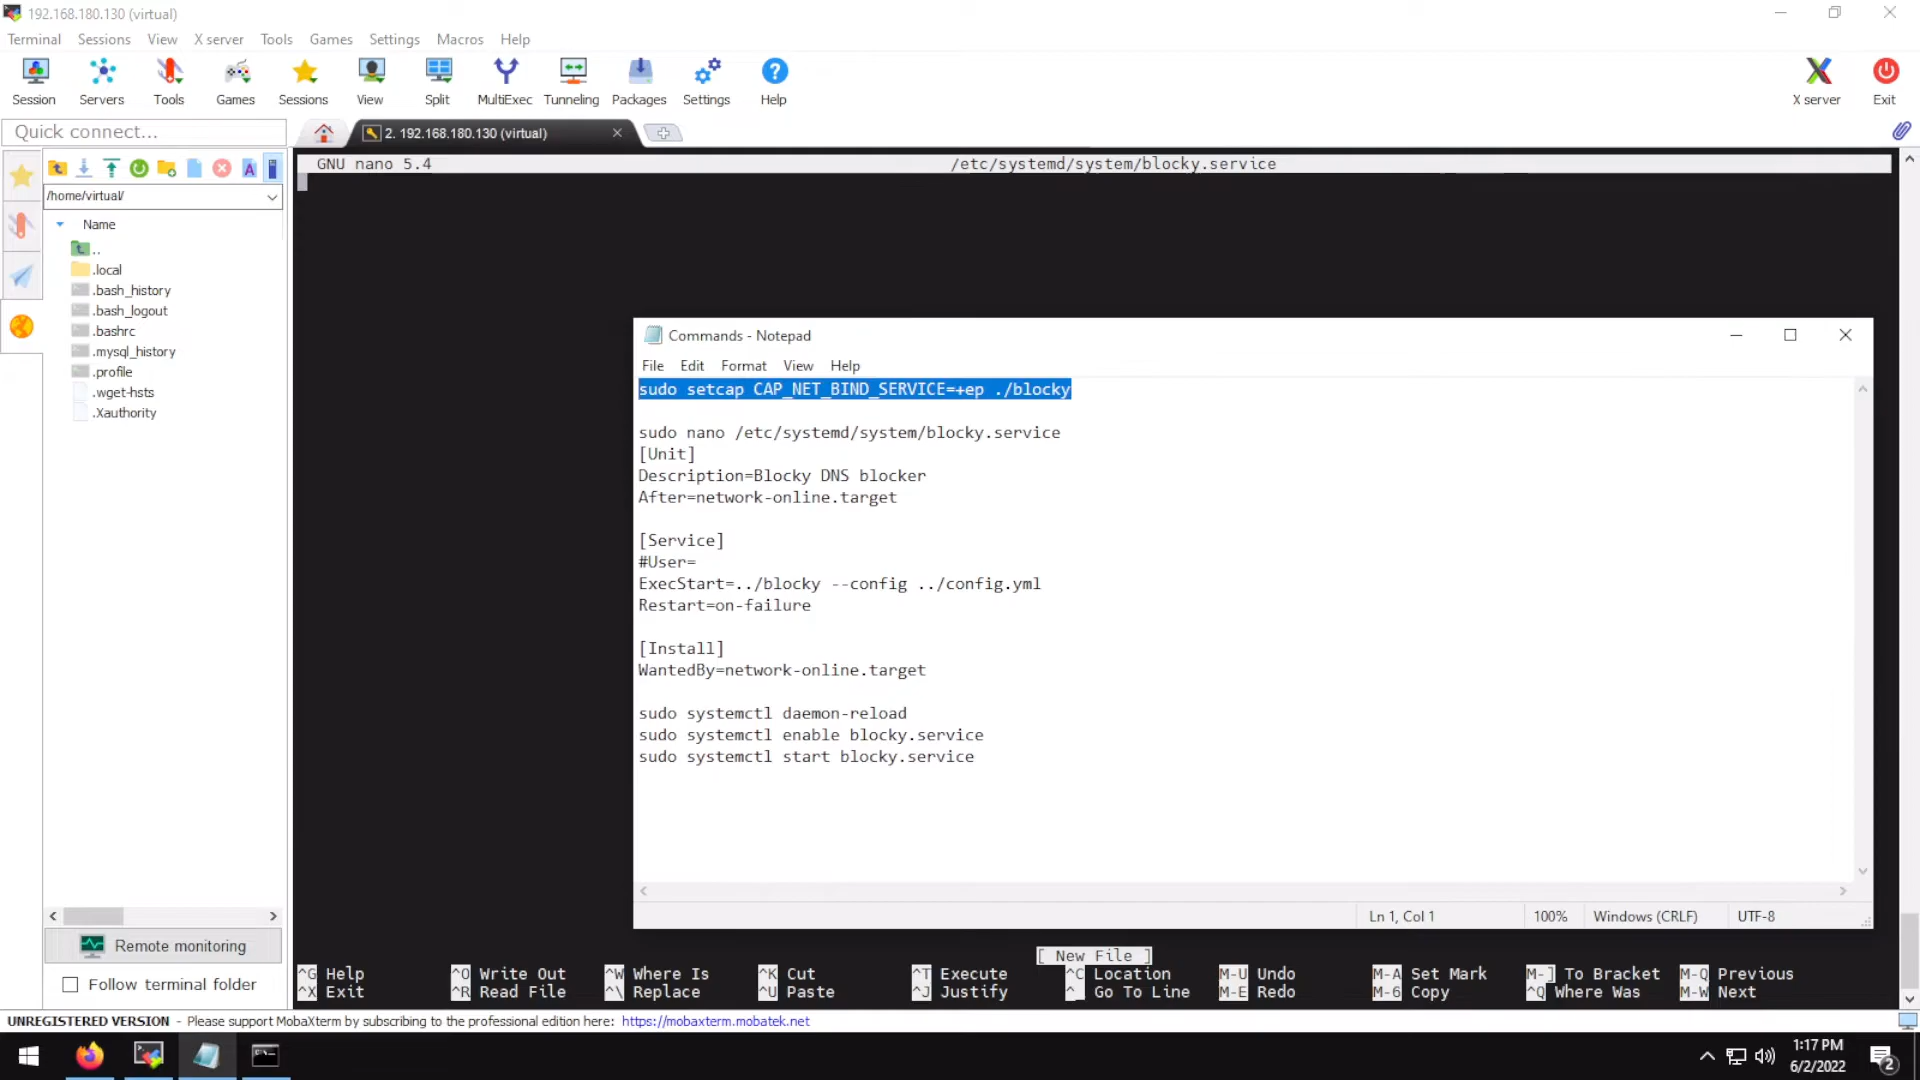 192.168.180.130 (virtual)
Terminal Sessions View X server Tools Games Settings Macros Help
Session Servers Tools Games Sessions View Split MultiExec Tunneling Packages Settings Help X server Exit
Quick connect...
2. 192.168.180.130 (virtual)
/home/virtual/
Name
..
.local
.bash_history
.bash_logout
.bashrc
.mysql_history
.profile
.wget-hsts
.Xauthority
Remote monitoring
Follow terminal folder
GNU nano 5.4 /etc/systemd/system/blocky.service
Commands - Notepad
File Edit Format View Help
sudo setcap CAP_NET_BIND_SERVICE=+ep ./blocky
sudo nano /etc/systemd/system/blocky.service
[Unit]
Description=Blocky DNS blocker
After=network-online.target
[Service]
#User=
ExecStart=../blocky --config ../config.yml
Restart=on-failure
[Install]
WantedBy=network-online.target
sudo systemctl daemon-reload
sudo systemctl enable blocky.service
sudo systemctl start blocky.service
Ln 1, Col 1 100% Windows (CRLF) UTF-8
[ New File ]
^G Help ^O Write Out ^W Where Is ^K Cut ^T Execute ^C Location M-U Undo M-A Set Mark M-] To Bracket M-Q Previous
^X Exit ^R Read File ^\ Replace ^U Paste ^J Justify ^_ Go To Line M-E Redo M-6 Copy ^Q Where Was M-W Next
UNREGISTERED VERSION - Please support MobaXterm by subscribing to the professional edition here: https://mobaxterm.mobatek.net
1:17 PM
6/2/2022
2